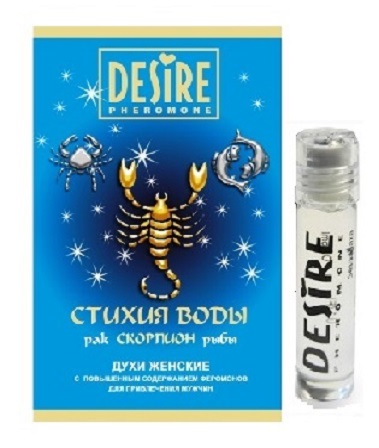 DESIRE
PHEROMONE
СТИХИЯ ВОДЫ
рак СКОРПИОН рыбы
ДУХИ ЖЕНСКИЕ
С ПОВЫШЕННЫМ СОДЕРЖАНИЕМ ФЕРОМОНОВ
ДЛЯ ПРИВЛЕЧЕНИЯ МУЖЧИН
DESIRE
PHEROMONE